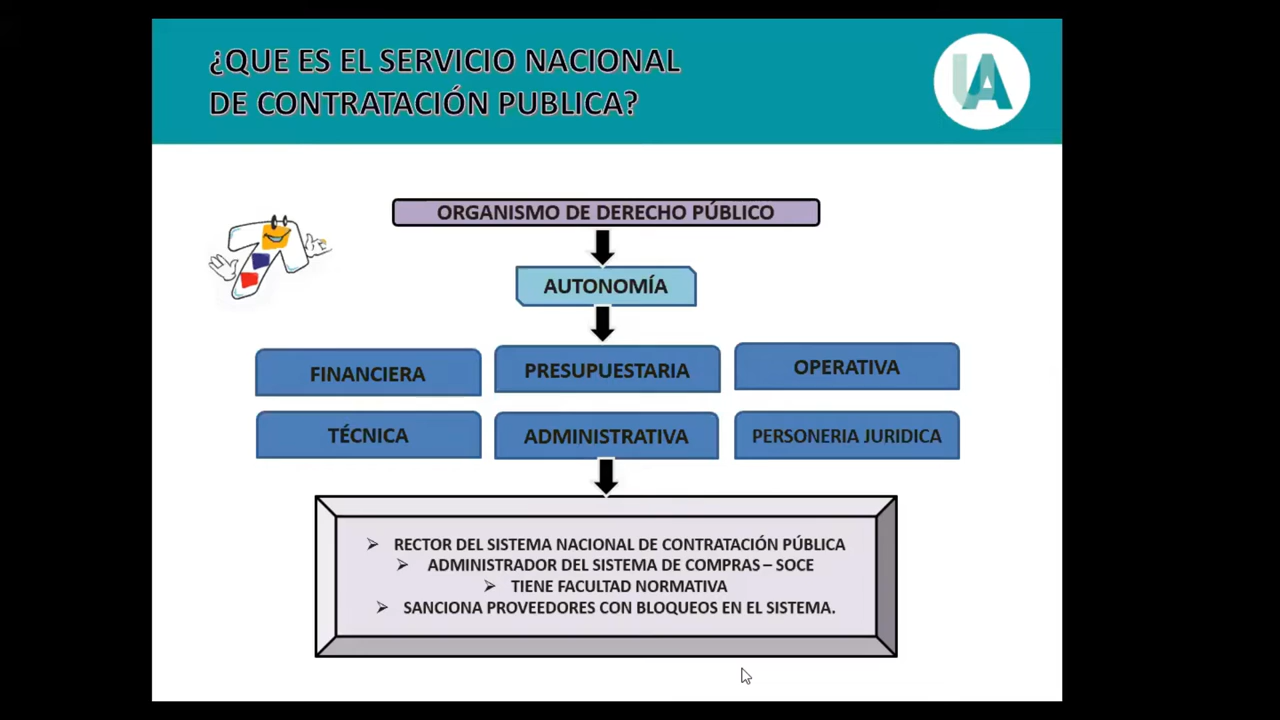 ¿QUE ES EL SERVICIO NACIONAL
DE CONTRATACIÓN PUBLICA?
UA
ORGANISMO DE DERECHO PÚBLICO
AUTONOMÍA
FINANCIERA
PRESUPUESTARIA
OPERATIVA
TÉCNICA
ADMINISTRATIVA
PERSONERIA JURIDICA
➢ RECTOR DEL SISTEMA NACIONAL DE CONTRATACIÓN PÚBLICA
➢ ADMINISTRADOR DEL SISTEMA DE COMPRAS – SOCE
➢ TIENE FACULTAD NORMATIVA
➢ SANCIONA PROVEEDORES CON BLOQUEOS EN EL SISTEMA.